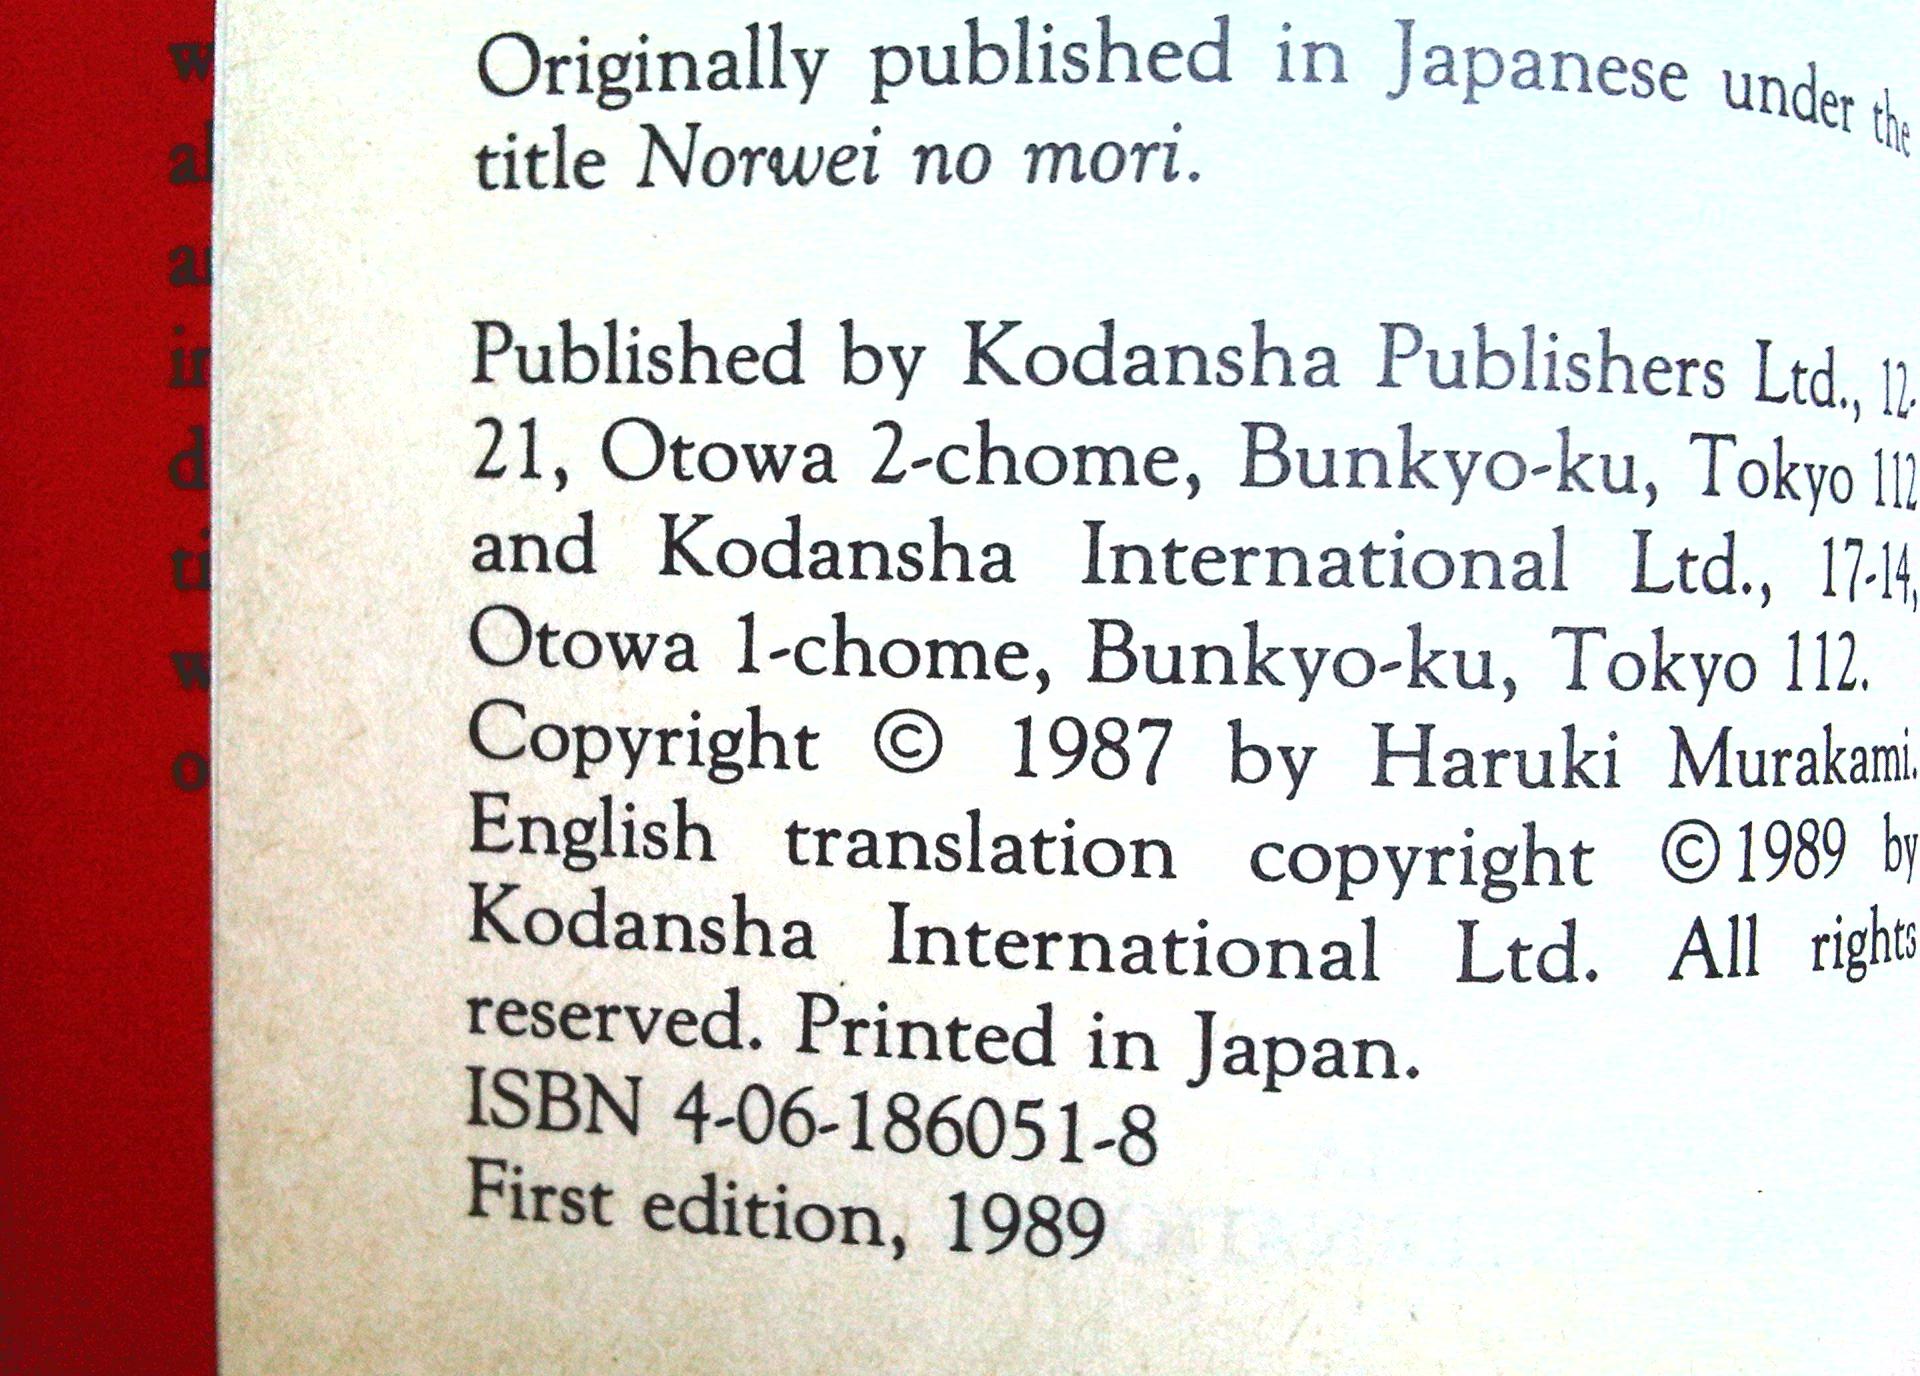 Originally published in Japanese under the
title Norwei no mori.
Published by Kodansha Publishers Ltd., 12-
21, Otowa 2-chome, Bunkyo-ku, Tokyo 112
and Kodansha International Ltd., 17-14,
Otowa 1-chome, Bunkyo-ku, Tokyo 112.
Copyright © 1987 by Haruki Murakami.
English translation copyright © 1989 by
Kodansha International Ltd. All rights
reserved. Printed in Japan.
ISBN 4-06-186051-8
First edition, 1989